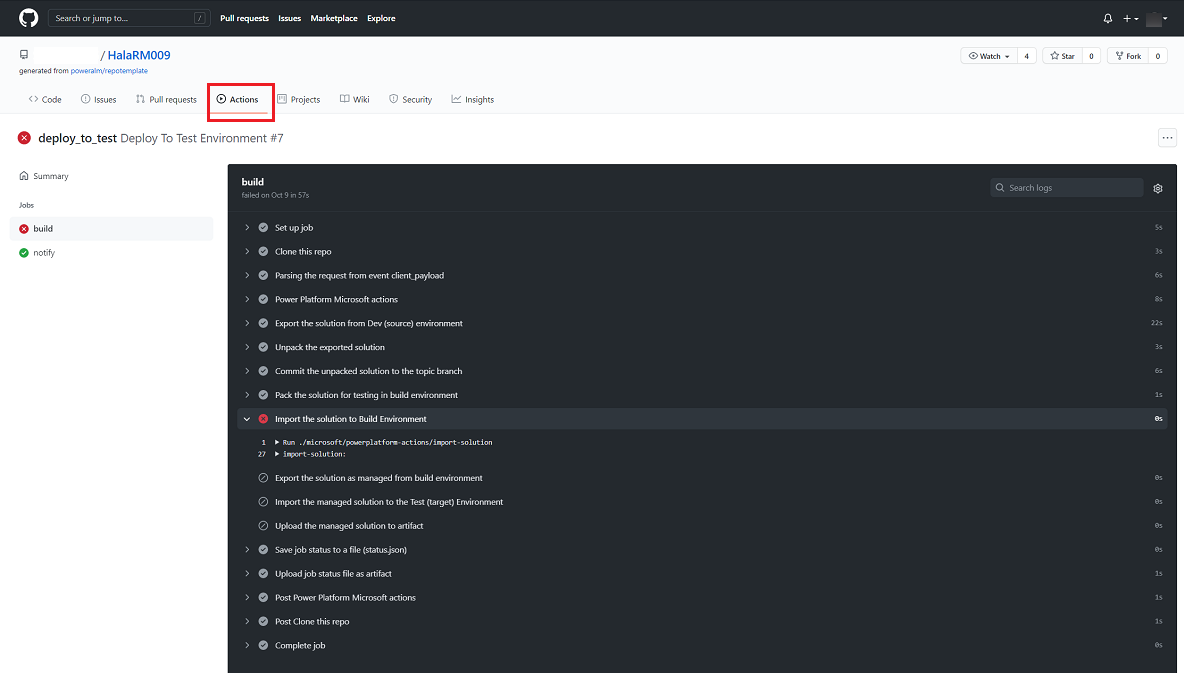 Search or jump to... / Pull requests Issues Marketplace Explore
/ HalaRM009 Watch 4 Star 0 Fork 0
generated from poweralm/repotemplate
Code Issues Pull requests Actions Projects Wiki Security Insights
deploy_to_test Deploy To Test Environment #7
Summary
Jobs
build
notify
build
failed on Oct 9 in 57s
Search logs
Set up job 5s
Clone this repo 3s
Parsing the request from event client_payload 6s
Power Platform Microsoft actions 8s
Export the solution from Dev (source) environment 22s
Unpack the exported solution 3s
Commit the unpacked solution to the topic branch 6s
Pack the solution for testing in build environment 1s
Import the solution to Build Environment 0s
1 Run ./microsoft/powerplatform-actions/import-solution
27 import-solution:
Export the solution as managed from build environment 0s
Import the managed solution to the Test (target) Environment 0s
Upload the managed solution to artifact 0s
Save job status to a file (status.json) 0s
Upload job status file as artifact 1s
Post Power Platform Microsoft actions 1s
Post Clone this repo 1s
Complete job 0s